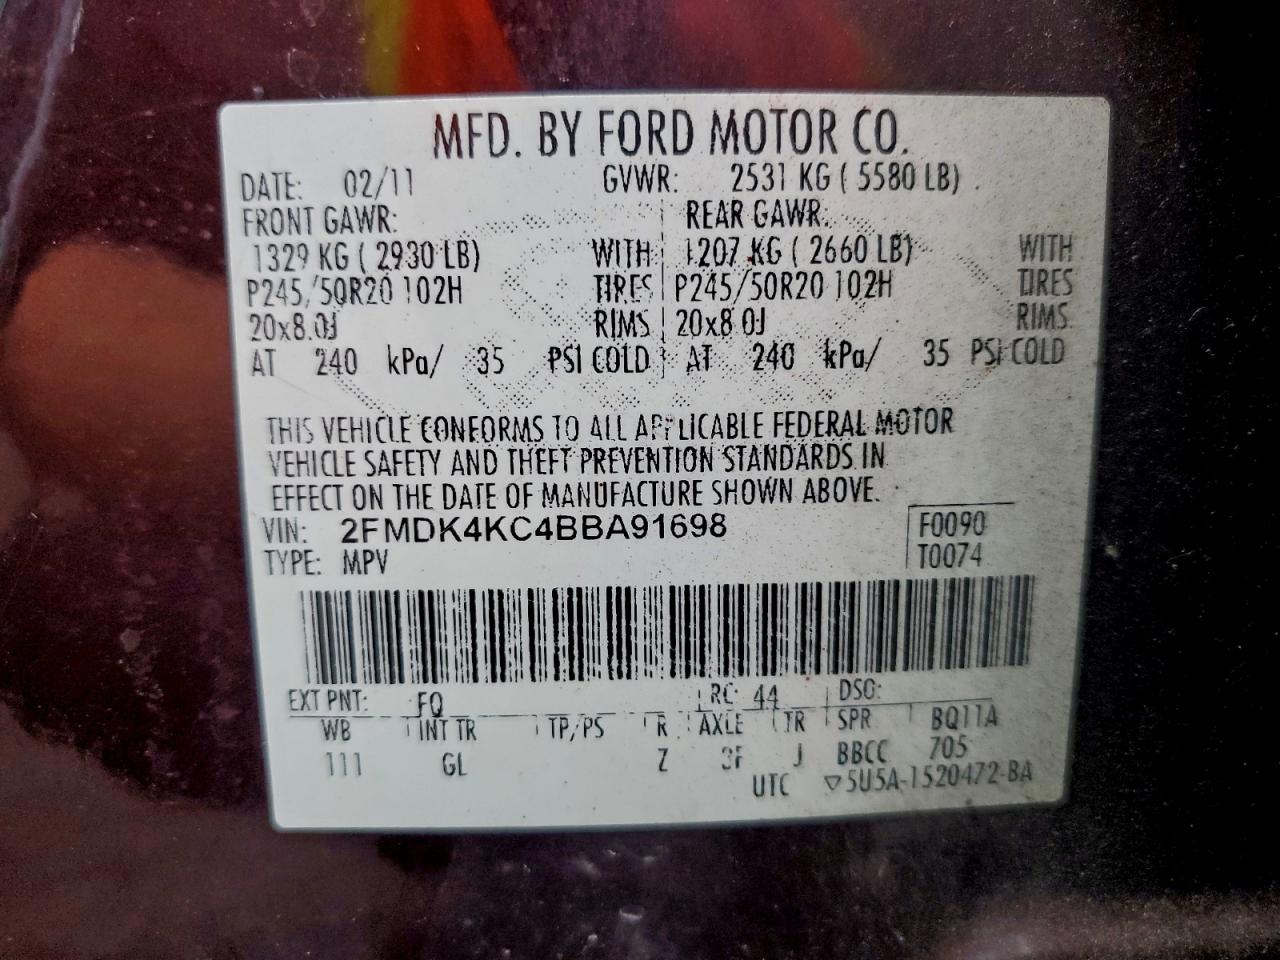 MFD. BY FORD MOTOR CO.
DATE: 02/11 GVWR: 2531 KG ( 5580 LB)
FRONT GAWR: REAR GAWR:
1329 KG ( 2930 LB) WITH 1207 KG ( 2660 LB) WITH
P245/50R20 102H TIRES P245/50R20 102H TIRES
20x8.0J RIMS 20x8.0J RIMS
AT 240 kPa/ 35 PSI COLD AT 240 kPa/ 35 PSI COLD
THIS VEHICLE CONFORMS TO ALL APPLICABLE FEDERAL MOTOR
VEHICLE SAFETY AND THEFT PREVENTION STANDARDS IN
EFFECT ON THE DATE OF MANUFACTURE SHOWN ABOVE.
VIN: 2FMDK4KC4BBA91698 F0090
TYPE: MPV T0074
EXT PNT: FQ RC: 44 DSO:
WB INT TR TP/PS R AXLE TR SPR BQ11A
111 GL Z 3F J BBCC 705
UTC ▽5U5A-1520472-BA